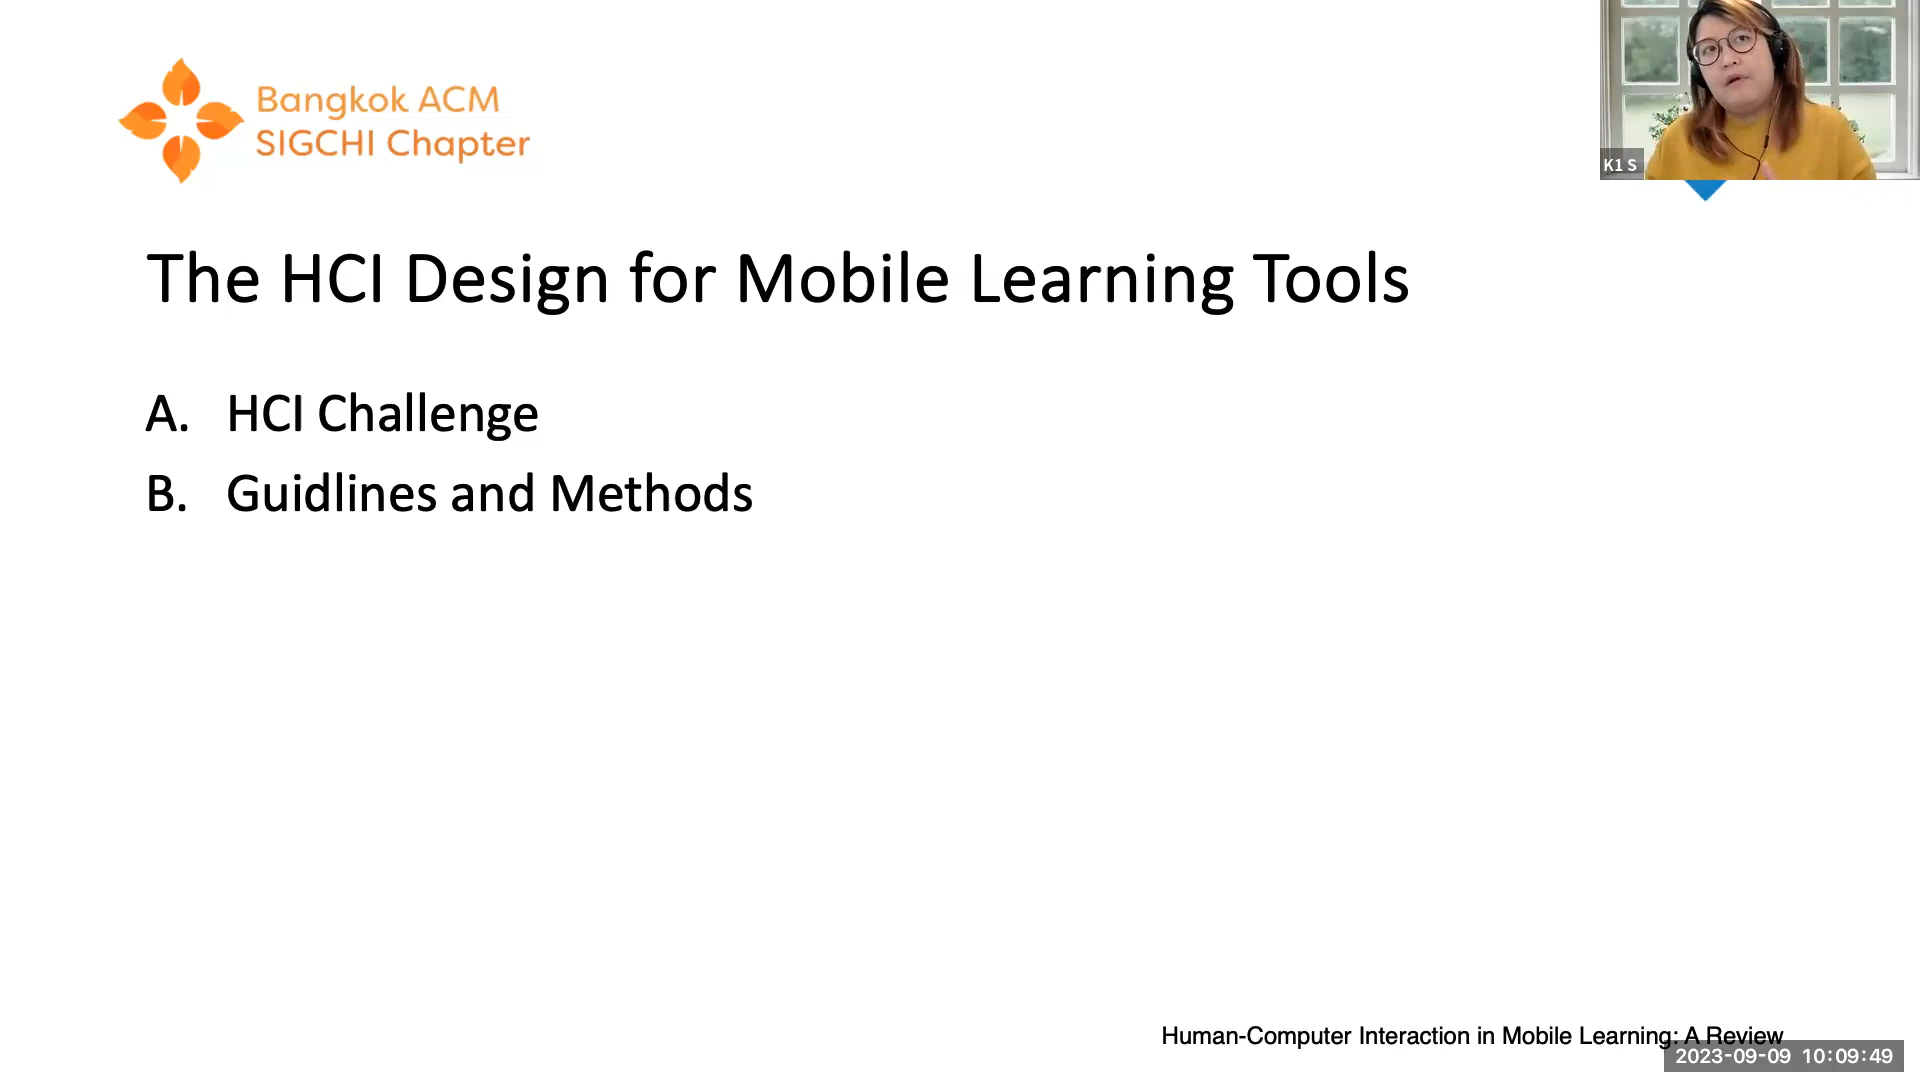 Bangkok ACM
SIGCHI Chapter
K1 S
The HCI Design for Mobile Learning Tools
A. HCI Challenge
B. Guidlines and Methods
Human-Computer Interaction in Mobile Learning: A Review
2023-09-09 10:09:49